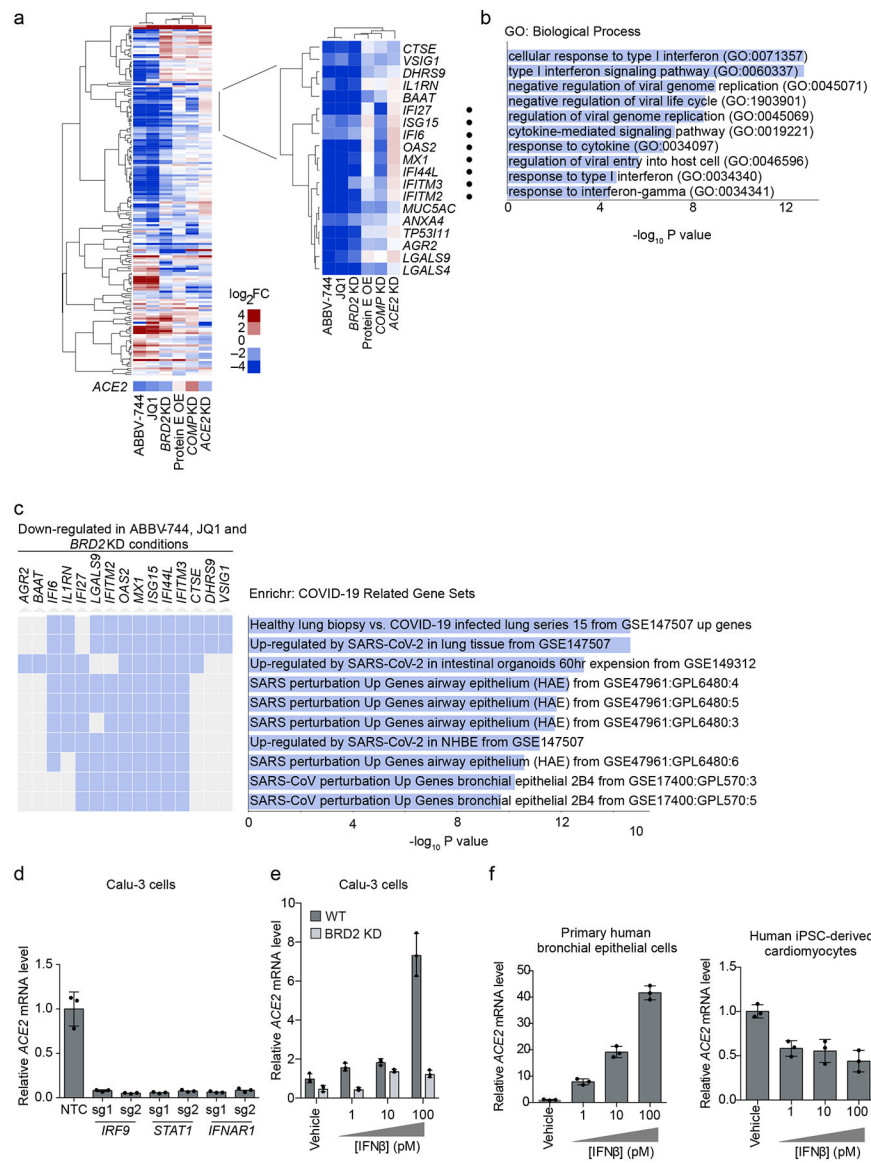 a
CTSE
VSIG1
DHRS9
IL1RN
BAAT
IFI27
ISG15
IFI6
OAS2
MX1
IFI44L
IFITM3
IFITM2
MUC5AC
ANXA4
TP53I11
AGR2
LGALS9
LGALS4
ABBV-744
JQ1
BRD2 KD
Protein E OE
COMP KD
ACE2 KD
log2FC
4
2
0
−2
−4
ACE2
ABBV-744
JQ1
BRD2KD
Protein E OE
COMPKD
ACE2KD
b
GO: Biological Process
cellular response to type I interferon (GO:0071357)
type I interferon signaling pathway (GO:0060337)
negative regulation of viral genome replication (GO:0045071)
negative regulation of viral life cycle (GO:1903901)
regulation of viral genome replication (GO:0045069)
cytokine-mediated signaling pathway (GO:0019221)
response to cytokine (GO:0034097)
regulation of viral entry into host cell (GO:0046596)
response to type I interferon (GO:0034340)
response to interferon-gamma (GO:0034341)
0 4 8 12
-log10 P value
c
Down-regulated in ABBV-744, JQ1 and
BRD2KD conditions
AGR2
BAAT
IFI6
IL1RN
IFI27
LGALS9
IFITM2
OAS2
MX1
ISG15
IFI44L
IFITM3
CTSE
DHRS9
VSIG1
Enrichr: COVID-19 Related Gene Sets
Healthy lung biopsy vs. COVID-19 infected lung series 15 from GSE147507 up genes
Up-regulated by SARS-CoV-2 in lung tissue from GSE147507
Up-regulated by SARS-CoV-2 in intestinal organoids 60hr expension from GSE149312
SARS perturbation Up Genes airway epithelium (HAE) from GSE47961:GPL6480:4
SARS perturbation Up Genes airway epithelium (HAE) from GSE47961:GPL6480:5
SARS perturbation Up Genes airway epithelium (HAE) from GSE47961:GPL6480:3
Up-regulated by SARS-CoV-2 in NHBE from GSE147507
SARS perturbation Up Genes airway epithelium (HAE) from GSE47961:GPL6480:6
SARS-CoV perturbation Up Genes bronchial epithelial 2B4 from GSE17400:GPL570:3
SARS-CoV perturbation Up Genes bronchial epithelial 2B4 from GSE17400:GPL570:5
0 4 8 12 10
-log10 P value
d
Calu-3 cells
Relative ACE2 mRNA level
1.5
1.0
0.5
0.0
NTC sg1 sg2 sg1 sg2 sg1 sg2
IRF9 STAT1 IFNAR1
e
Calu-3 cells
WT
BRD2 KD
Relative ACE2 mRNA level
10
8
6
4
2
0
Vehicle 1 10 100
[IFNβ] (pM)
f
Primary human
bronchial epithelial cells
Relative ACE2 mRNA level
50
40
30
20
10
0
Vehicle 1 10 100
[IFNβ] (pM)
Human iPSC-derived
cardiomyocytes
Relative ACE2 mRNA level
1.5
1.0
0.5
0.0
Vehicle 1 10 100
[IFNβ] (pM)